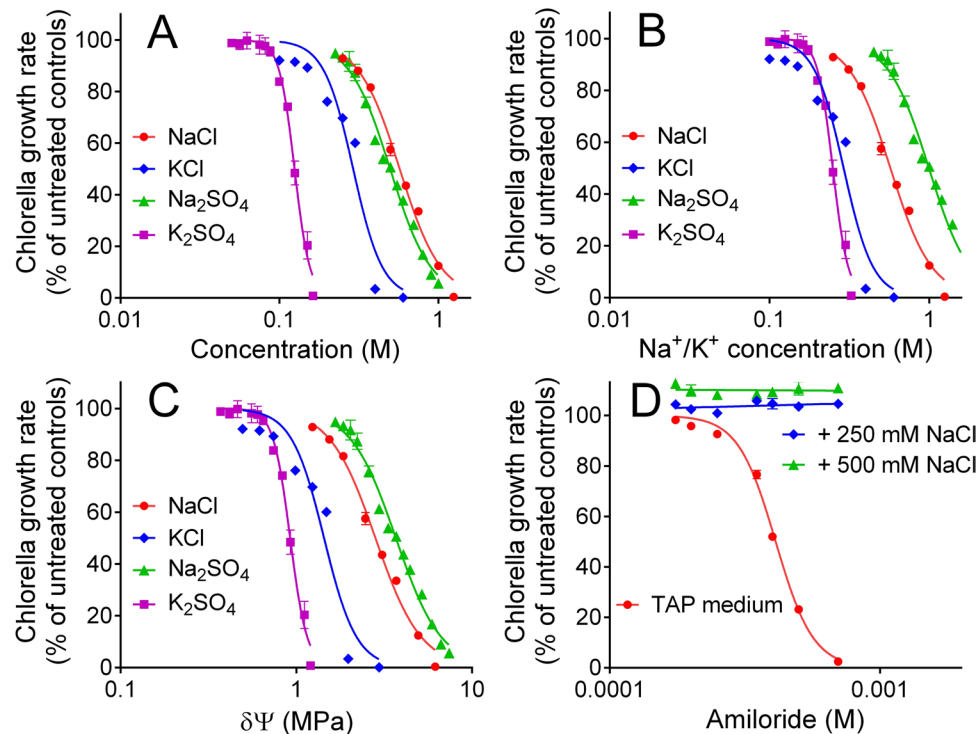 A
Chlorella growth rate
(% of untreated controls)
100
80
60
40
20
0
NaCl
KCl
Na₂SO₄
K₂SO₄
0.01
0.1
1
Concentration (M)
B
Chlorella growth rate
(% of untreated controls)
100
80
60
40
20
0
NaCl
KCl
Na₂SO₄
K₂SO₄
0.01
0.1
1
Na⁺/K⁺ concentration (M)
C
Chlorella growth rate
(% of untreated controls)
100
80
60
40
20
0
NaCl
KCl
Na₂SO₄
K₂SO₄
0.1
1
10
δΨ (MPa)
D
Chlorella growth rate
(% of untreated controls)
100
80
60
40
20
0
+ 250 mM NaCl
+ 500 mM NaCl
TAP medium
0.0001
0.001
Amiloride (M)